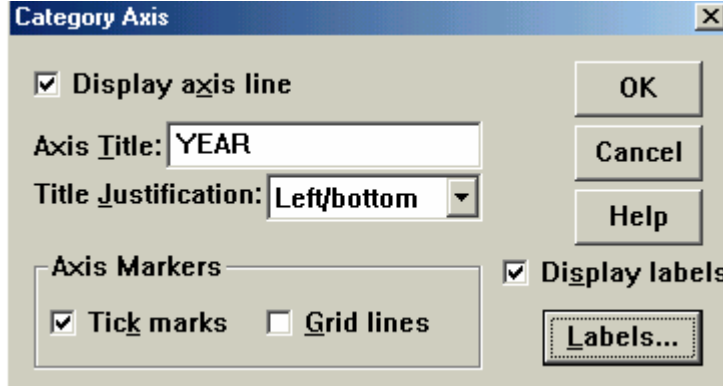 Category Axis
Display axis line
OK
Axis Title: YEAR
Cancel
Title Justification: Left/bottom
Help
Axis Markers
Display labels
Tick marks
Grid lines
Labels...